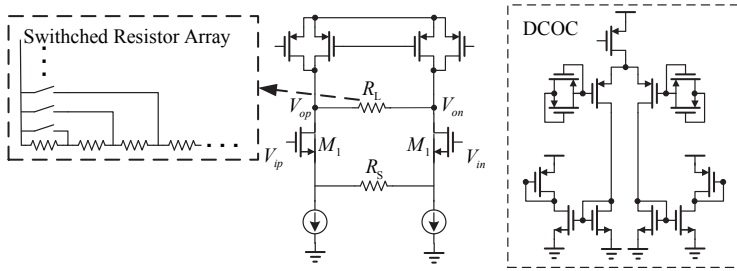 Swithched Resistor Array
DCOC
R_L
V_op
V_on
M_1
M_1
V_ip
V_in
R_S